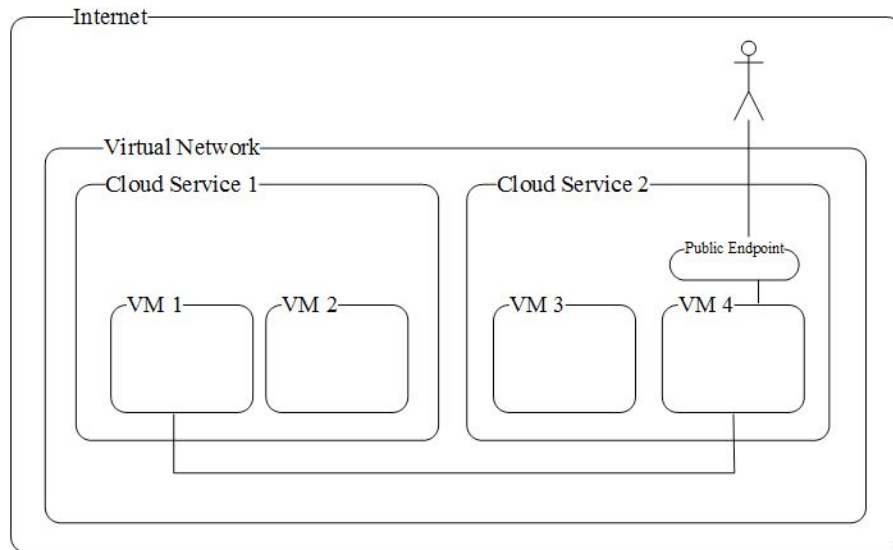 Internet
Virtual Network
Cloud Service 1
Cloud Service 2
Public Endpoint
VM 1
VM 2
VM 3
VM 4